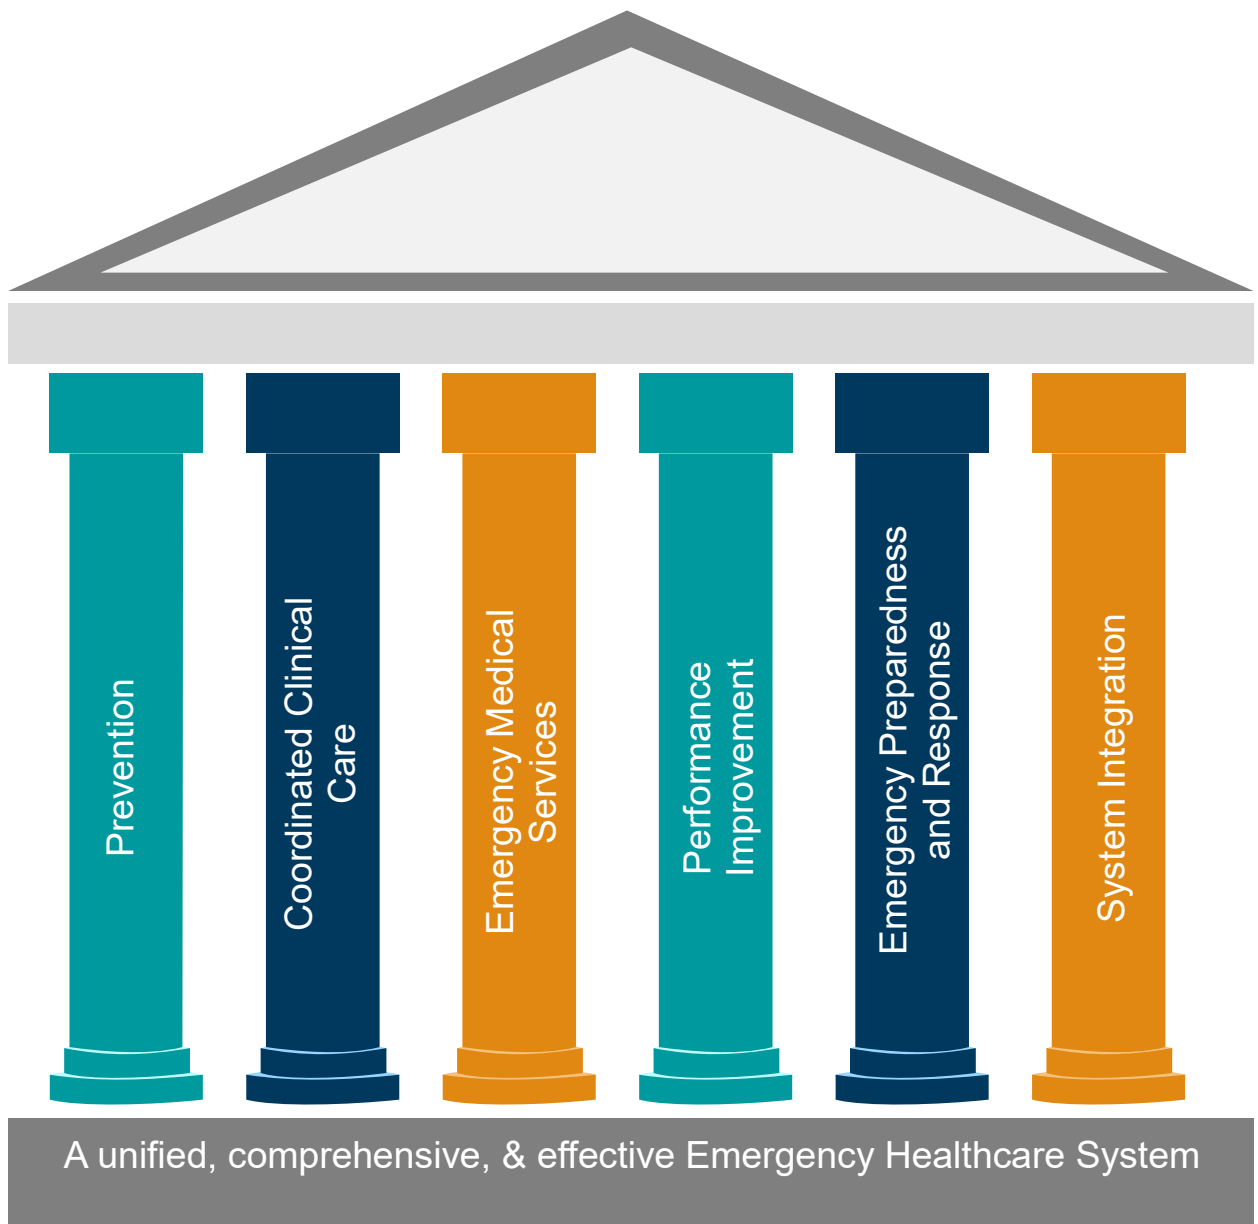 Prevention
Coordinated Clinical
Care
Emergency Medical
Services
Performance
Improvement
Emergency Preparedness
and Response
System Integration
A unified, comprehensive, & effective Emergency Healthcare System